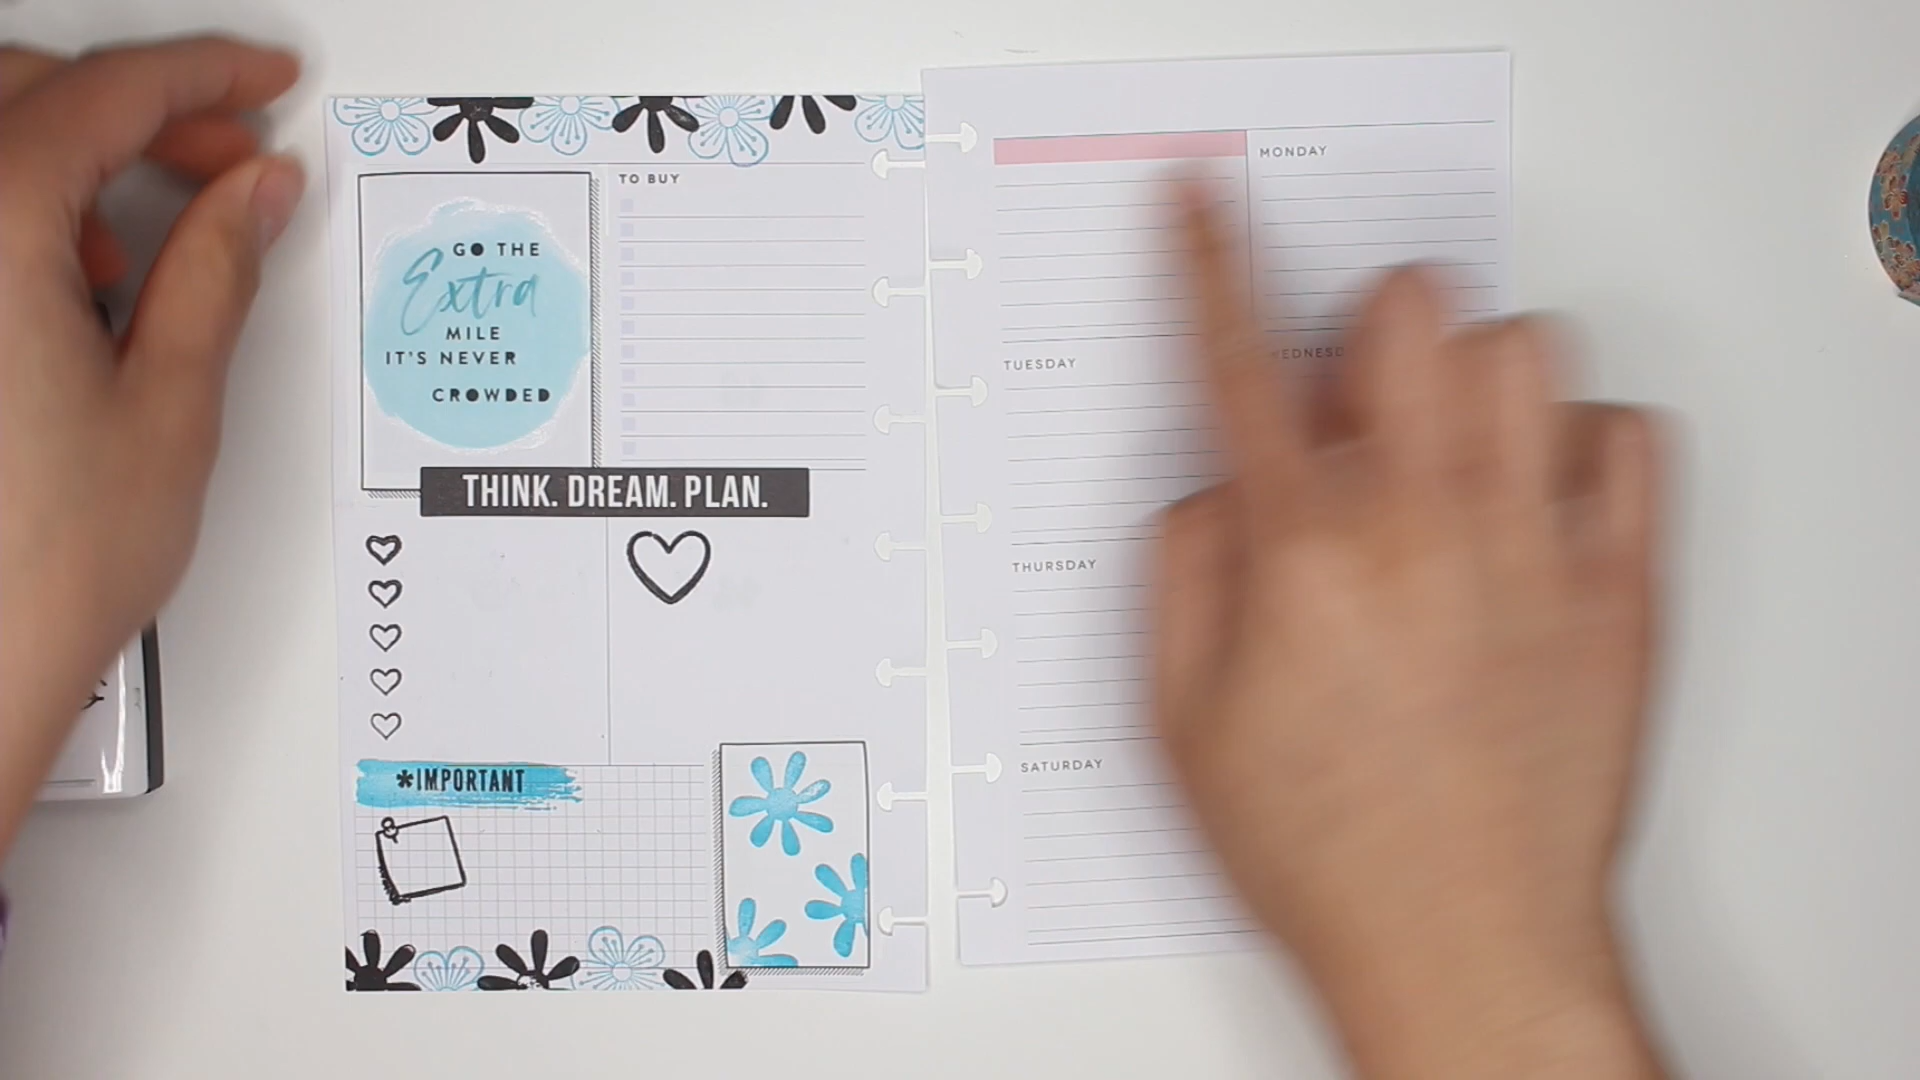 TO BUY
GO THE
Extra
MILE
IT'S NEVER
CROWDED
THINK. DREAM. PLAN.
*IMPORTANT
MONDAY
TUESDAY
THURSDAY
SATURDAY